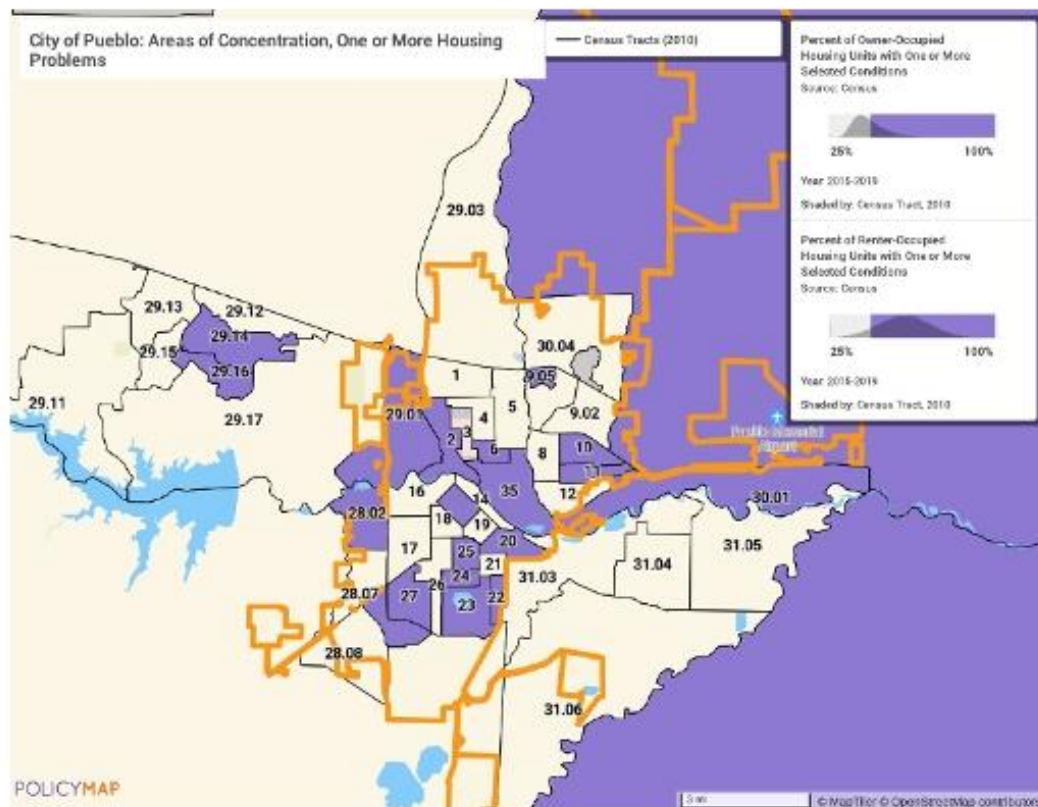 City of Pueblo: Areas of Concentration, One or More Housing
Problems
Census Tracts (2010)
Percent of Owner-Occupied
Housing Units with One or More
Selected Conditions
Source: Census
25% 100%
Year: 2015-2019
Shaded by: Census Tract, 2010
Percent of Renter-Occupied
Housing Units with One or More
Selected Conditions
Source: Census
25% 100%
Year: 2015-2019
Shaded by: Census Tract, 2010
29.03
29.13
29.12
29.14
29.15
29.16
30.04
29.11
29.17
1
9.05
29.01
5
9.02
4
3
2
6
8
10
Airport
11
35
16
14
12
30.01
28.02
18
19
17
20
31.05
25
21
31.04
31.03
24
26
28.07
27
23
22
28.08
31.06
POLICYMAP
3 mi
© MapTiler © OpenStreetMap contributors